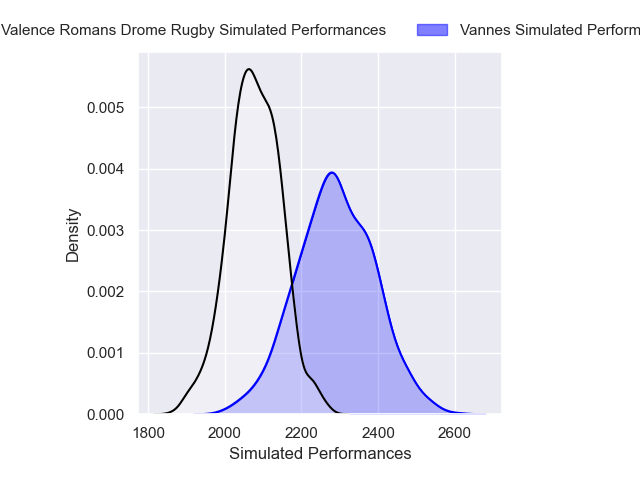 Valence Romans Drome Rugby Simulated Performances
Vannes Simulated Perform
0.005
0.004
0.003
0.002
0.001
0.000
Density
1800 2000 2200 2400 2600
Simulated Performances